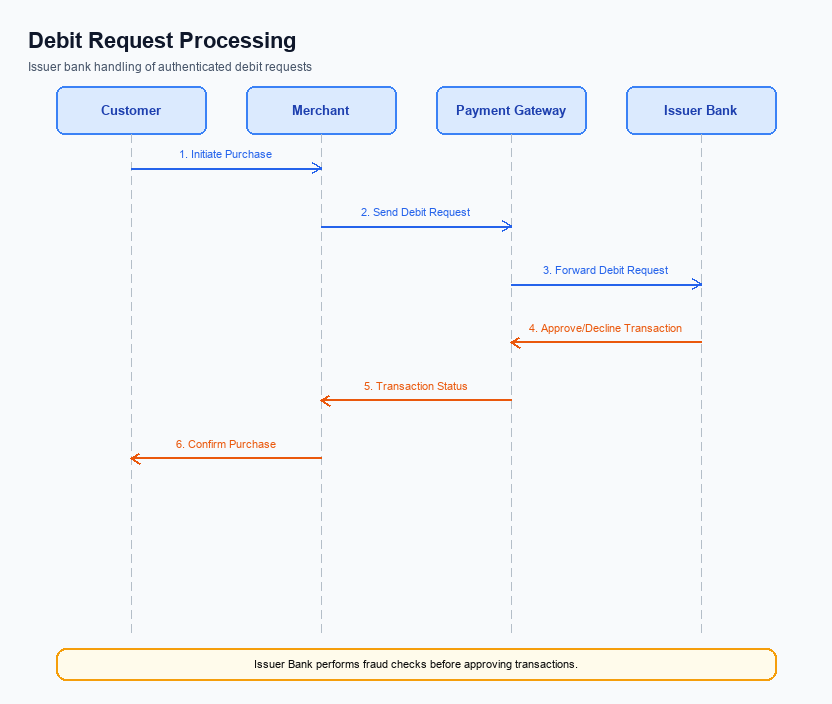 Debit Request Processing
Issuer bank handling of authenticated debit requests
Customer
Merchant
Payment Gateway
Issuer Bank
1. Initiate Purchase
2. Send Debit Request
3. Forward Debit Request
4. Approve/Decline Transaction
5. Transaction Status
6. Confirm Purchase
Issuer Bank performs fraud checks before approving transactions.